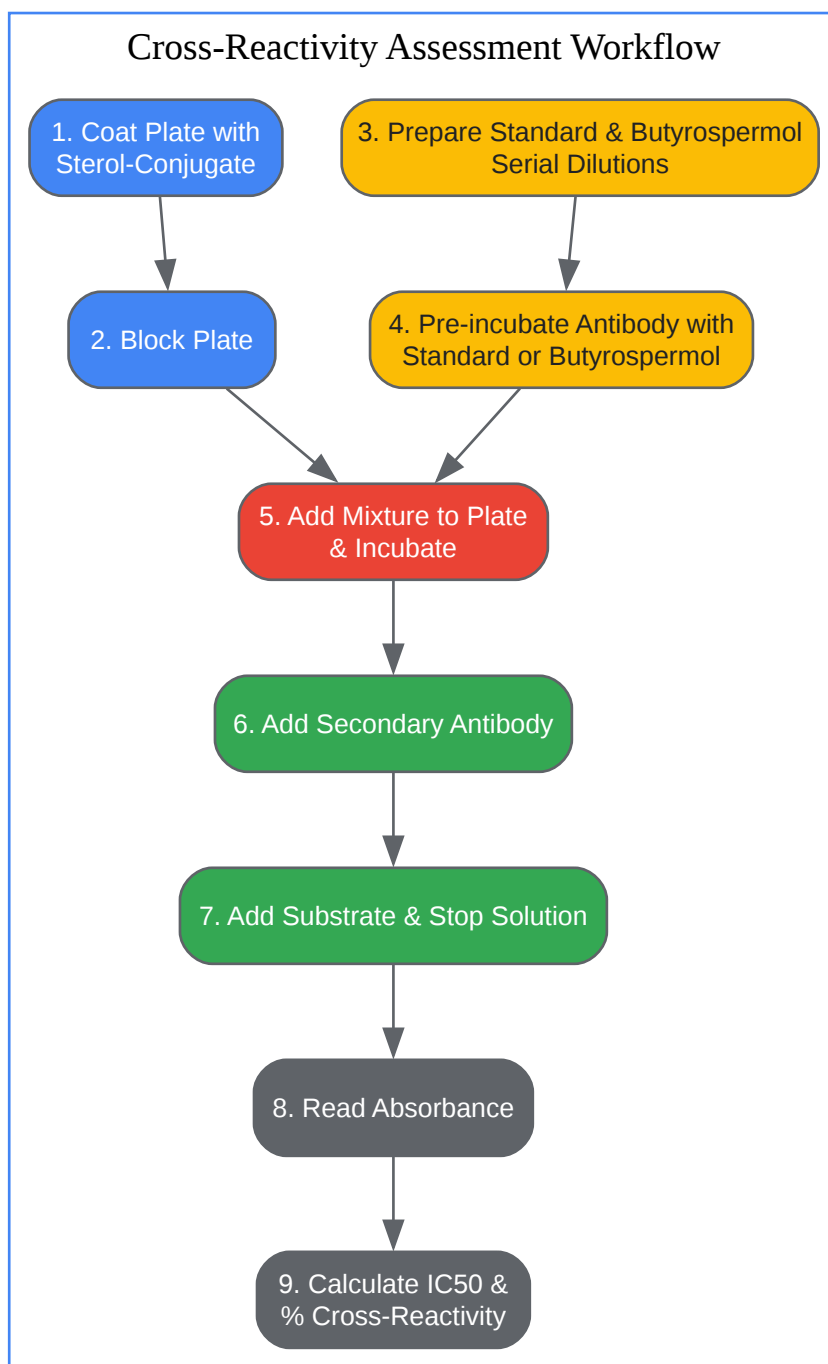 Cross-Reactivity Assessment Workflow
1. Coat Plate with
Sterol-Conjugate
3. Prepare Standard & Butyrospermol
Serial Dilutions
2. Block Plate
4. Pre-incubate Antibody with
Standard or Butyrospermol
5. Add Mixture to Plate
& Incubate
6. Add Secondary Antibody
7. Add Substrate & Stop Solution
8. Read Absorbance
9. Calculate IC50 &
% Cross-Reactivity